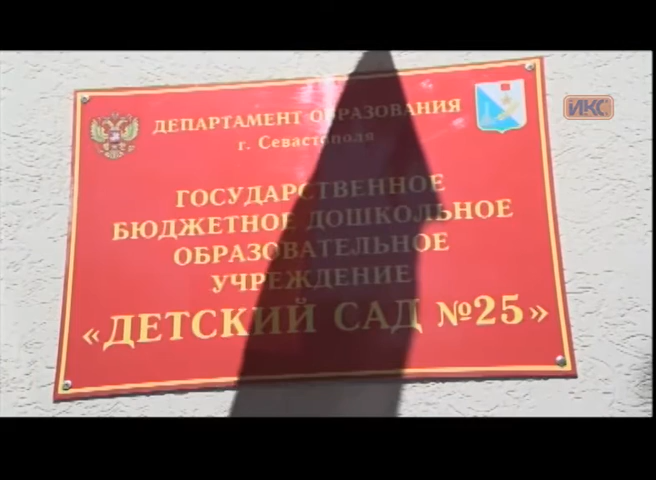 ДЕПАРТАМЕНТ ОБРАЗОВАНИЯ
г. Севастополя
ГОСУДАРСТВЕННОЕ
БЮДЖЕТНОЕ ДОШКОЛЬНОЕ
ОБРАЗОВАТЕЛЬНОЕ
УЧРЕЖДЕНИЕ
«ДЕТСКИЙ САД №25»
ИКС